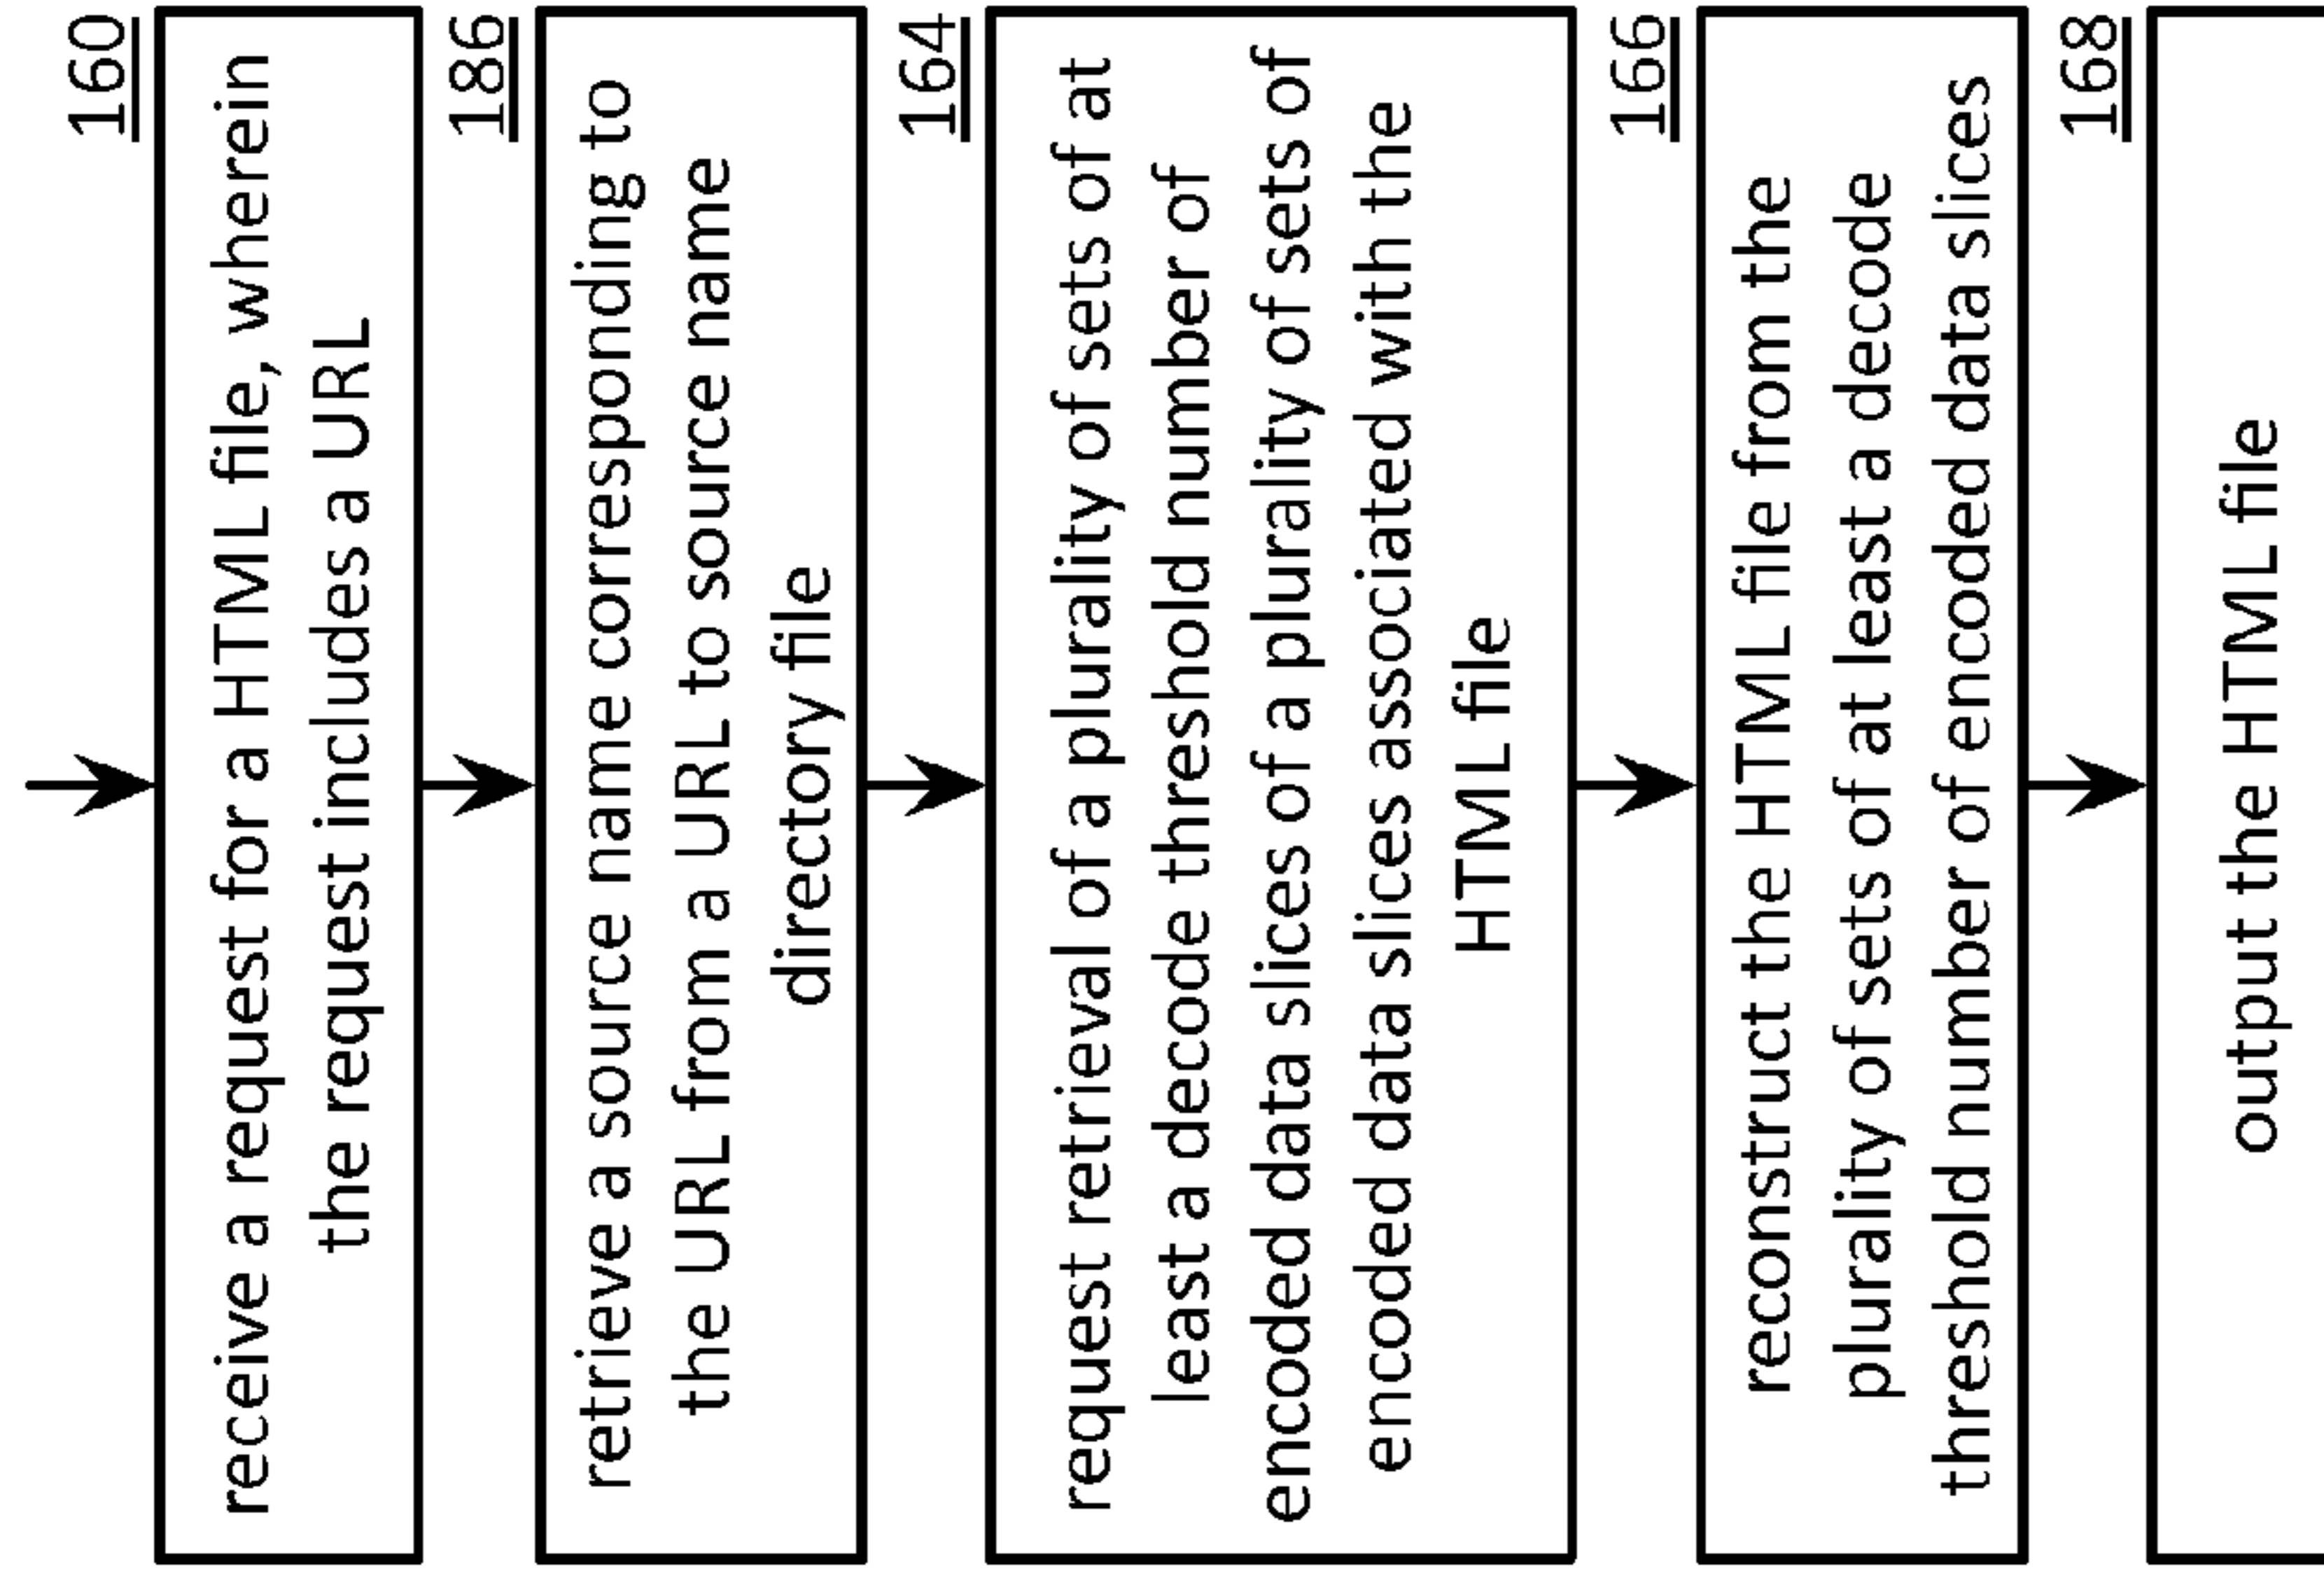 160
receive a request for a HTML file, wherein
the request includes a URL
186
retrieve a source name corresponding to
the URL from a URL to source name
directory file
164
request retrieval of a plurality of sets of at
least a decode threshold number of
encoded data slices of a plurality of sets of
encoded data slices associated with the
HTML file
166
reconstruct the HTML file from the
plurality of sets of at least a decode
threshold number of encoded data slices
168
output the HTML file